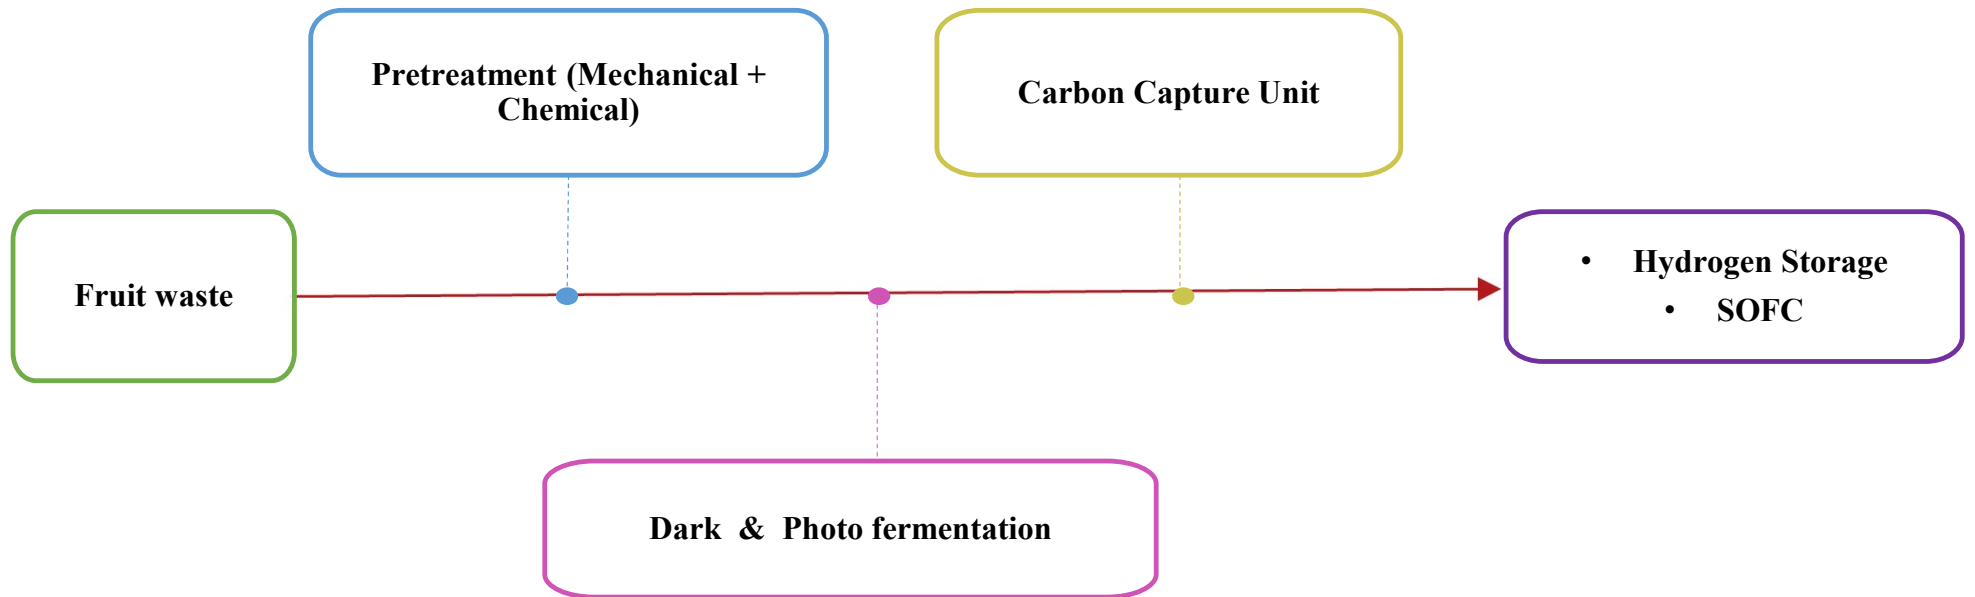 Pretreatment (Mechanical +
Chemical)
Carbon Capture Unit
Fruit waste
• Hydrogen Storage
• SOFC
Dark & Photo fermentation